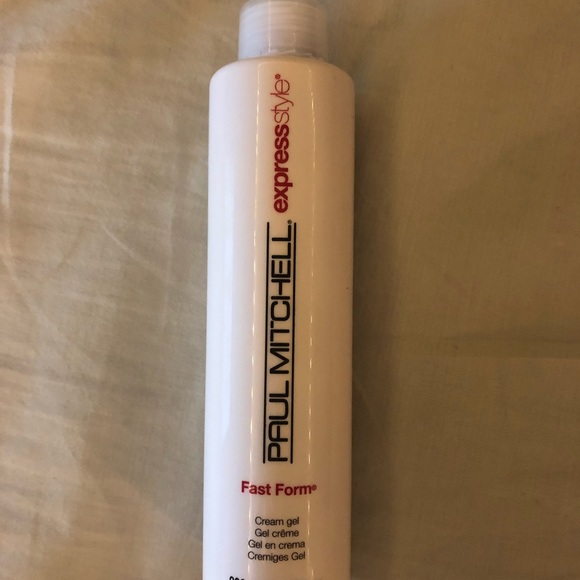 PAUL MITCHELL® expressstyle®
Fast Form®
Cream gel
Gel crème
Gel en crema
Cremiges Gel